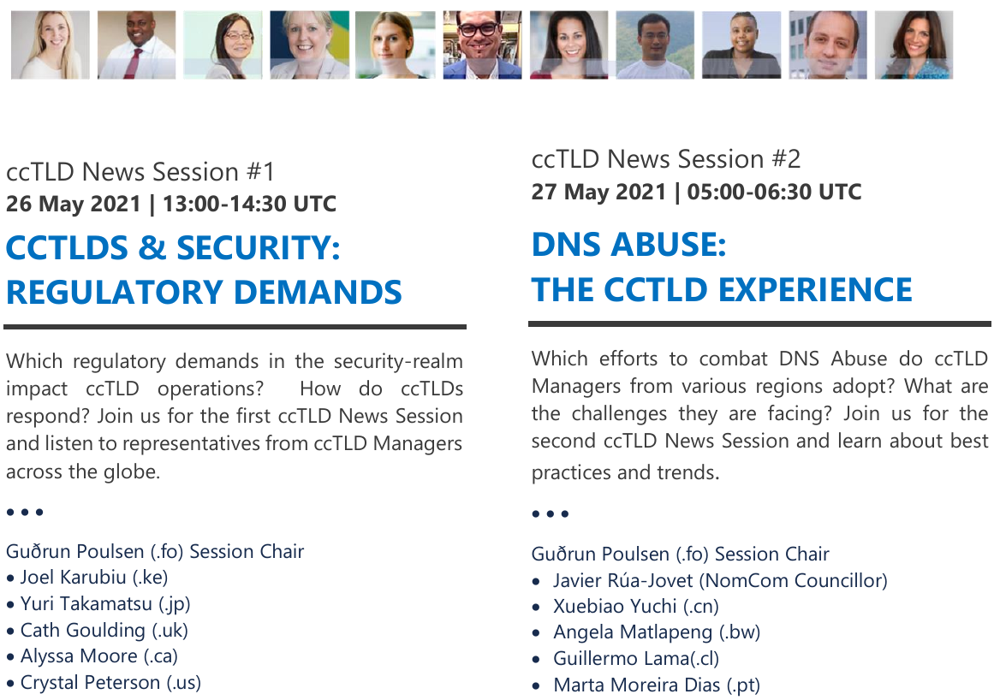 ccTLD News Session #1
26 May 2021 | 13:00-14:30 UTC
CCTLDS & SECURITY:
REGULATORY DEMANDS
Which regulatory demands in the security-realm
impact ccTLD operations? How do ccTLDs
respond? Join us for the first ccTLD News Session
and listen to representatives from ccTLD Managers
across the globe.
• • •
Guðrun Poulsen (.fo) Session Chair
• Joel Karubiu (.ke)
• Yuri Takamatsu (.jp)
• Cath Goulding (.uk)
• Alyssa Moore (.ca)
• Crystal Peterson (.us)
ccTLD News Session #2
27 May 2021 | 05:00-06:30 UTC
DNS ABUSE:
THE CCTLD EXPERIENCE
Which efforts to combat DNS Abuse do ccTLD
Managers from various regions adopt? What are
the challenges they are facing? Join us for the
second ccTLD News Session and learn about best
practices and trends.
• • •
Guðrun Poulsen (.fo) Session Chair
• Javier Rúa-Jovet (NomCom Councillor)
• Xuebiao Yuchi (.cn)
• Angela Matlapeng (.bw)
• Guillermo Lama(.cl)
• Marta Moreira Dias (.pt)